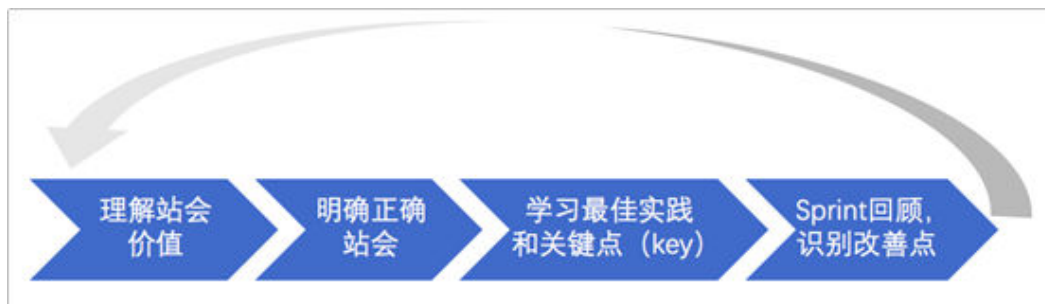 理解站会
价值
明确正确
站会
学习最佳实践
和关键点（key）
Sprint回顾，
识别改善点